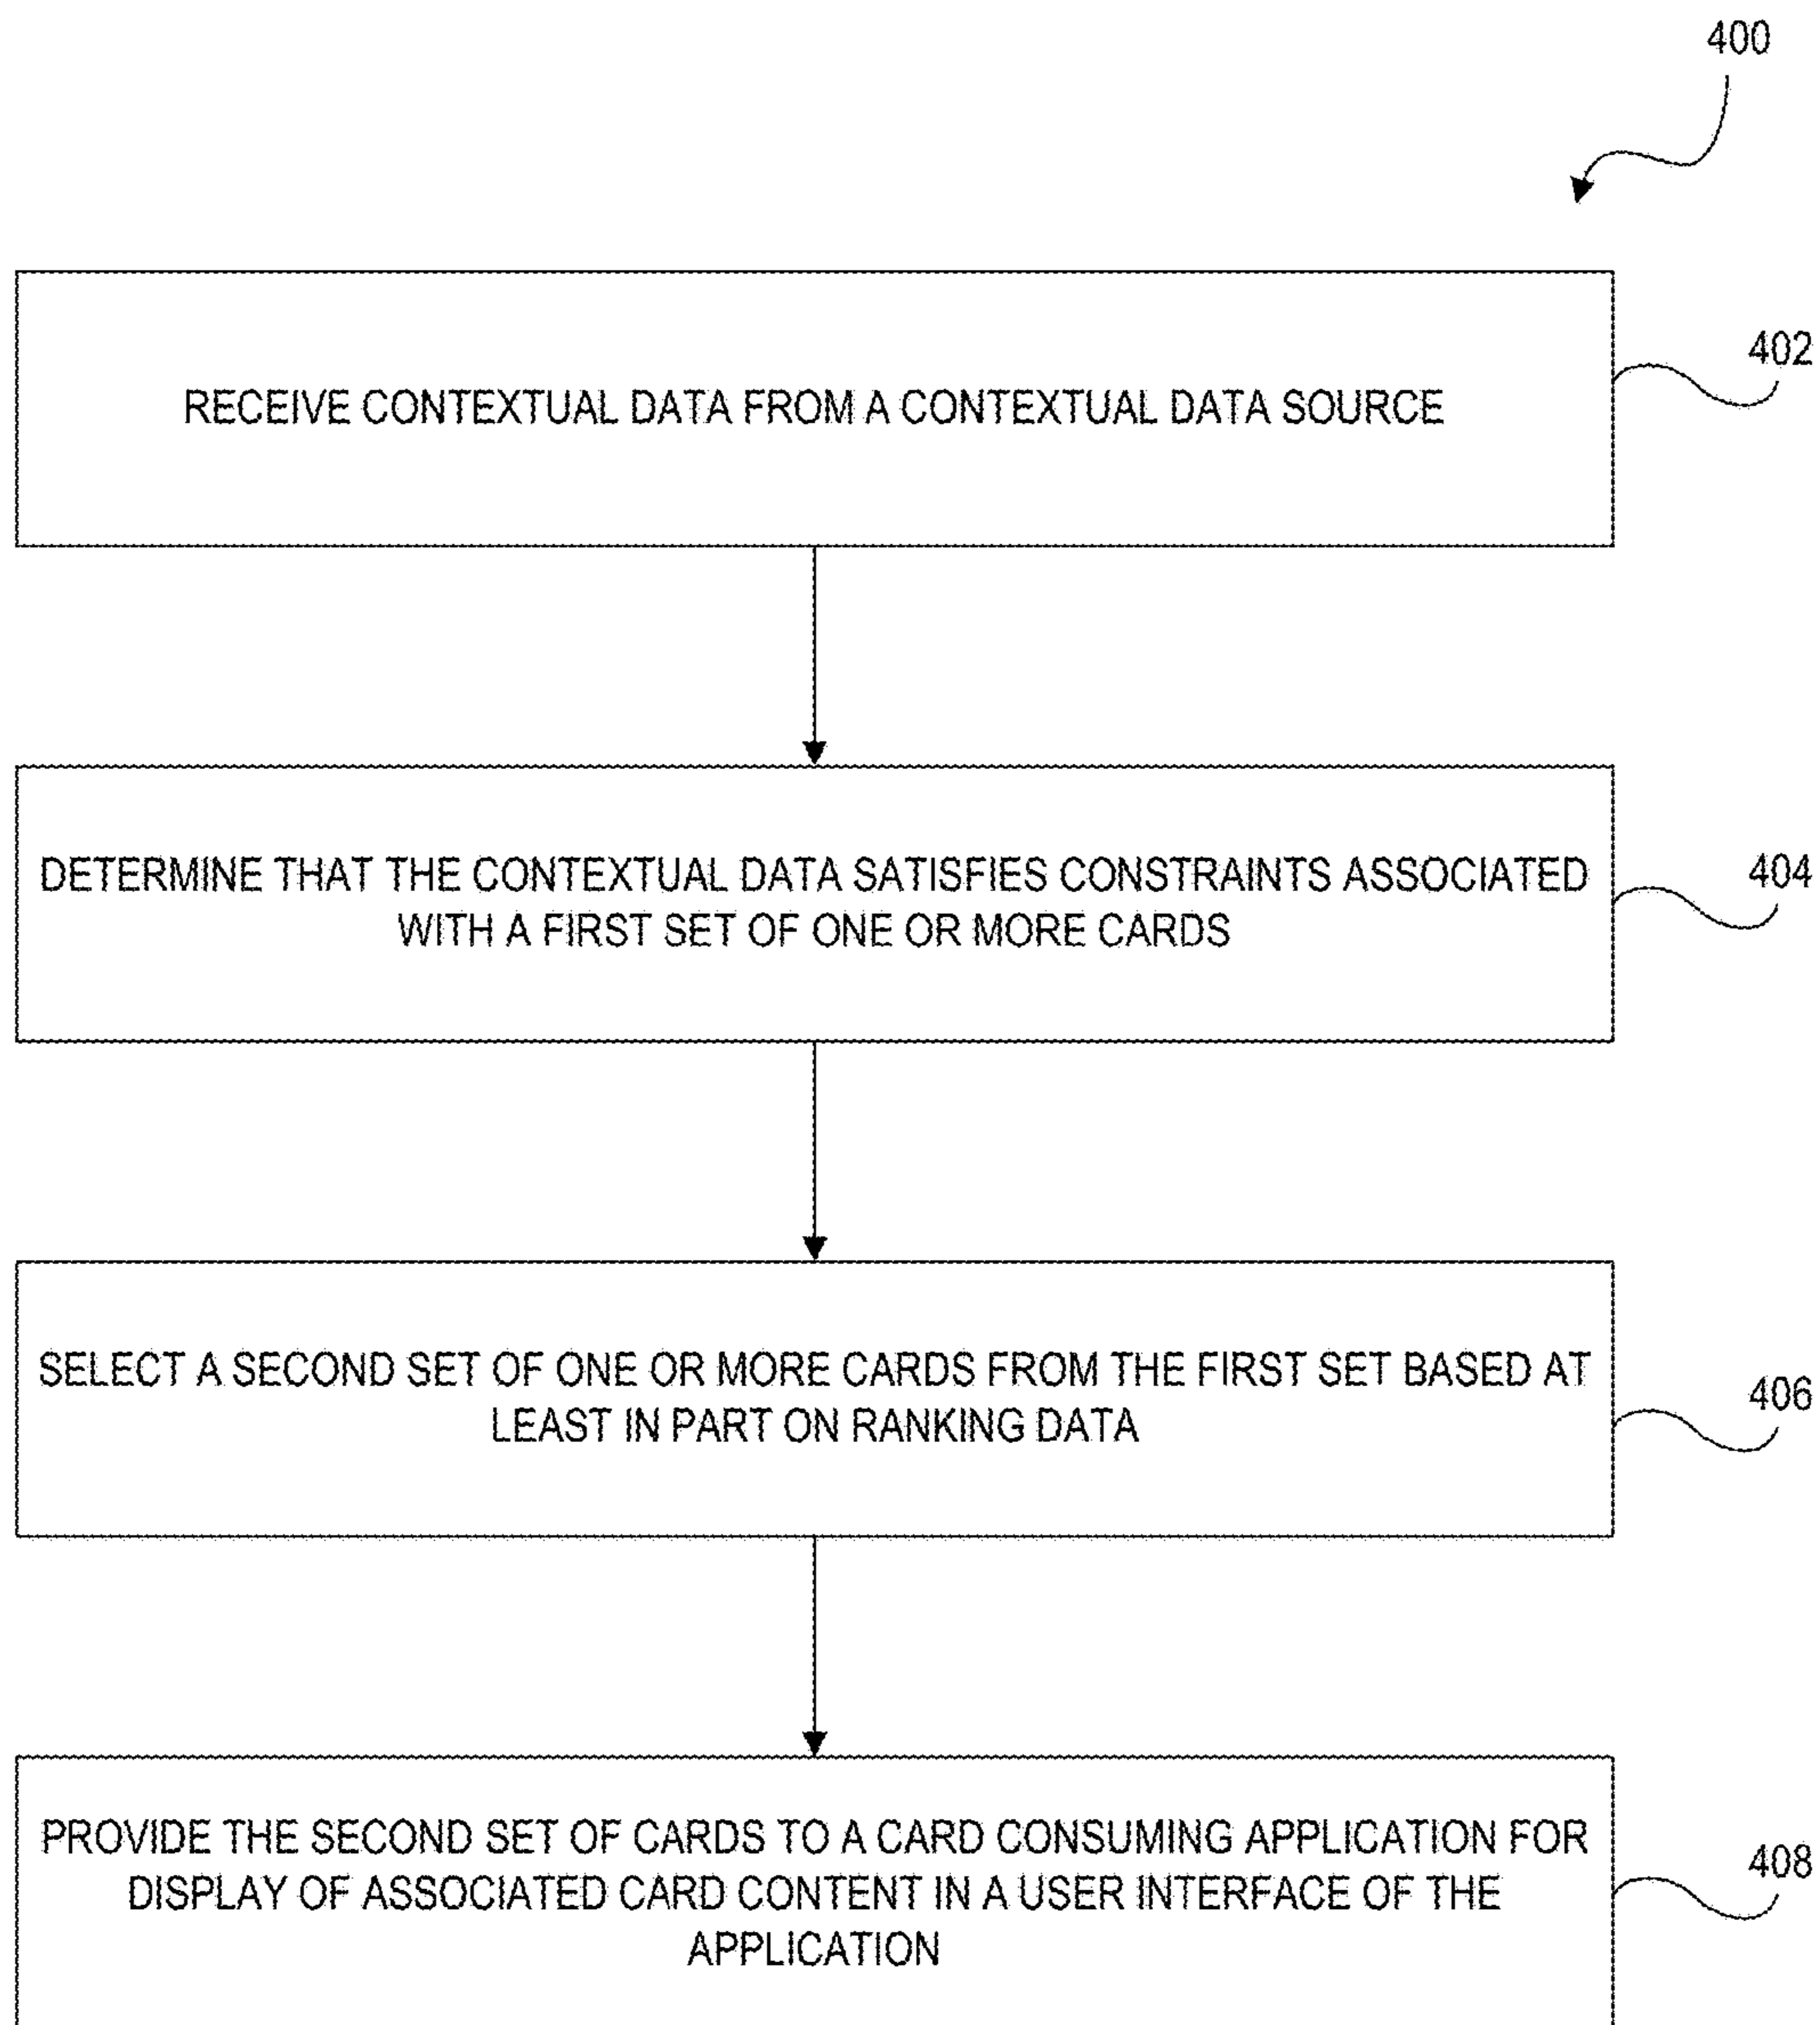 400
RECEIVE CONTEXTUAL DATA FROM A CONTEXTUAL DATA SOURCE
402
DETERMINE THAT THE CONTEXTUAL DATA SATISFIES CONSTRAINTS ASSOCIATED
WITH A FIRST SET OF ONE OR MORE CARDS
404
SELECT A SECOND SET OF ONE OR MORE CARDS FROM THE FIRST SET BASED AT
LEAST IN PART ON RANKING DATA
406
PROVIDE THE SECOND SET OF CARDS TO A CARD CONSUMING APPLICATION FOR
DISPLAY OF ASSOCIATED CARD CONTENT IN A USER INTERFACE OF THE
APPLICATION
408